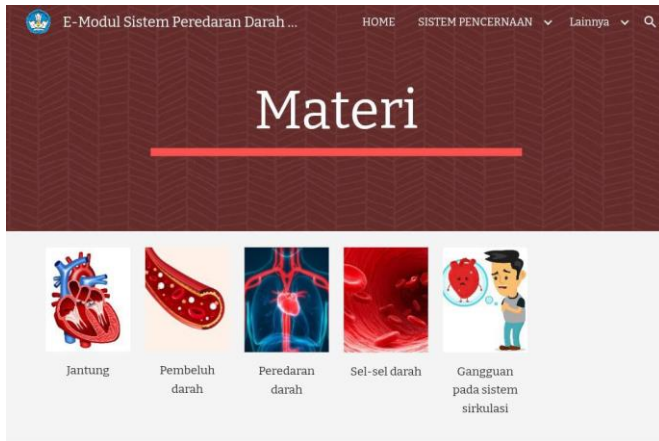 E-Modul Sistem Peredaran Darah ...
HOME
SISTEM PENCERNAAN
Lainnya
Materi
Jantung
Pembeluh
darah
Peredaran
darah
Sel-sel darah
Gangguan
pada sistem
sirkulasi